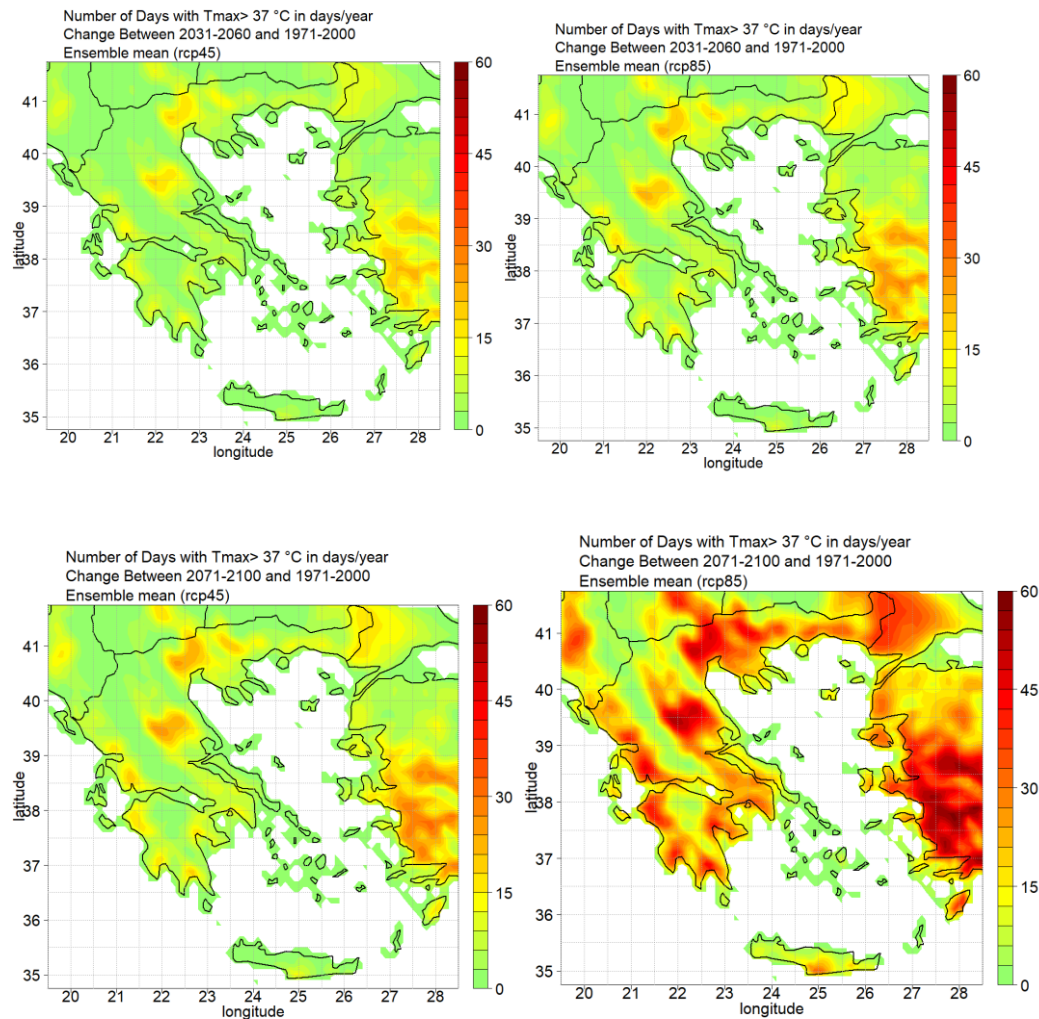 Number of Days with Tmax> 37 °C in days/year
Change Between 2031-2060 and 1971-2000
Ensemble mean (rcp45)
60
45
30
15
0
41
40
39
38
37
36
35
latitude
20 21 22 23 24 25 26 27 28
longitude
Number of Days with Tmax> 37 °C in days/year
Change Between 2031-2060 and 1971-2000
Ensemble mean (rcp85)
60
45
30
15
0
41
40
39
38
37
36
35
latitude
20 21 22 23 24 25 26 27 28
longitude
Number of Days with Tmax> 37 °C in days/year
Change Between 2071-2100 and 1971-2000
Ensemble mean (rcp45)
60
45
30
15
0
41
40
39
38
37
36
35
latitude
20 21 22 23 24 25 26 27 28
longitude
Number of Days with Tmax> 37 °C in days/year
Change Between 2071-2100 and 1971-2000
Ensemble mean (rcp85)
60
45
30
15
0
41
40
39
38
37
36
35
latitude
20 21 22 23 24 25 26 27 28
longitude